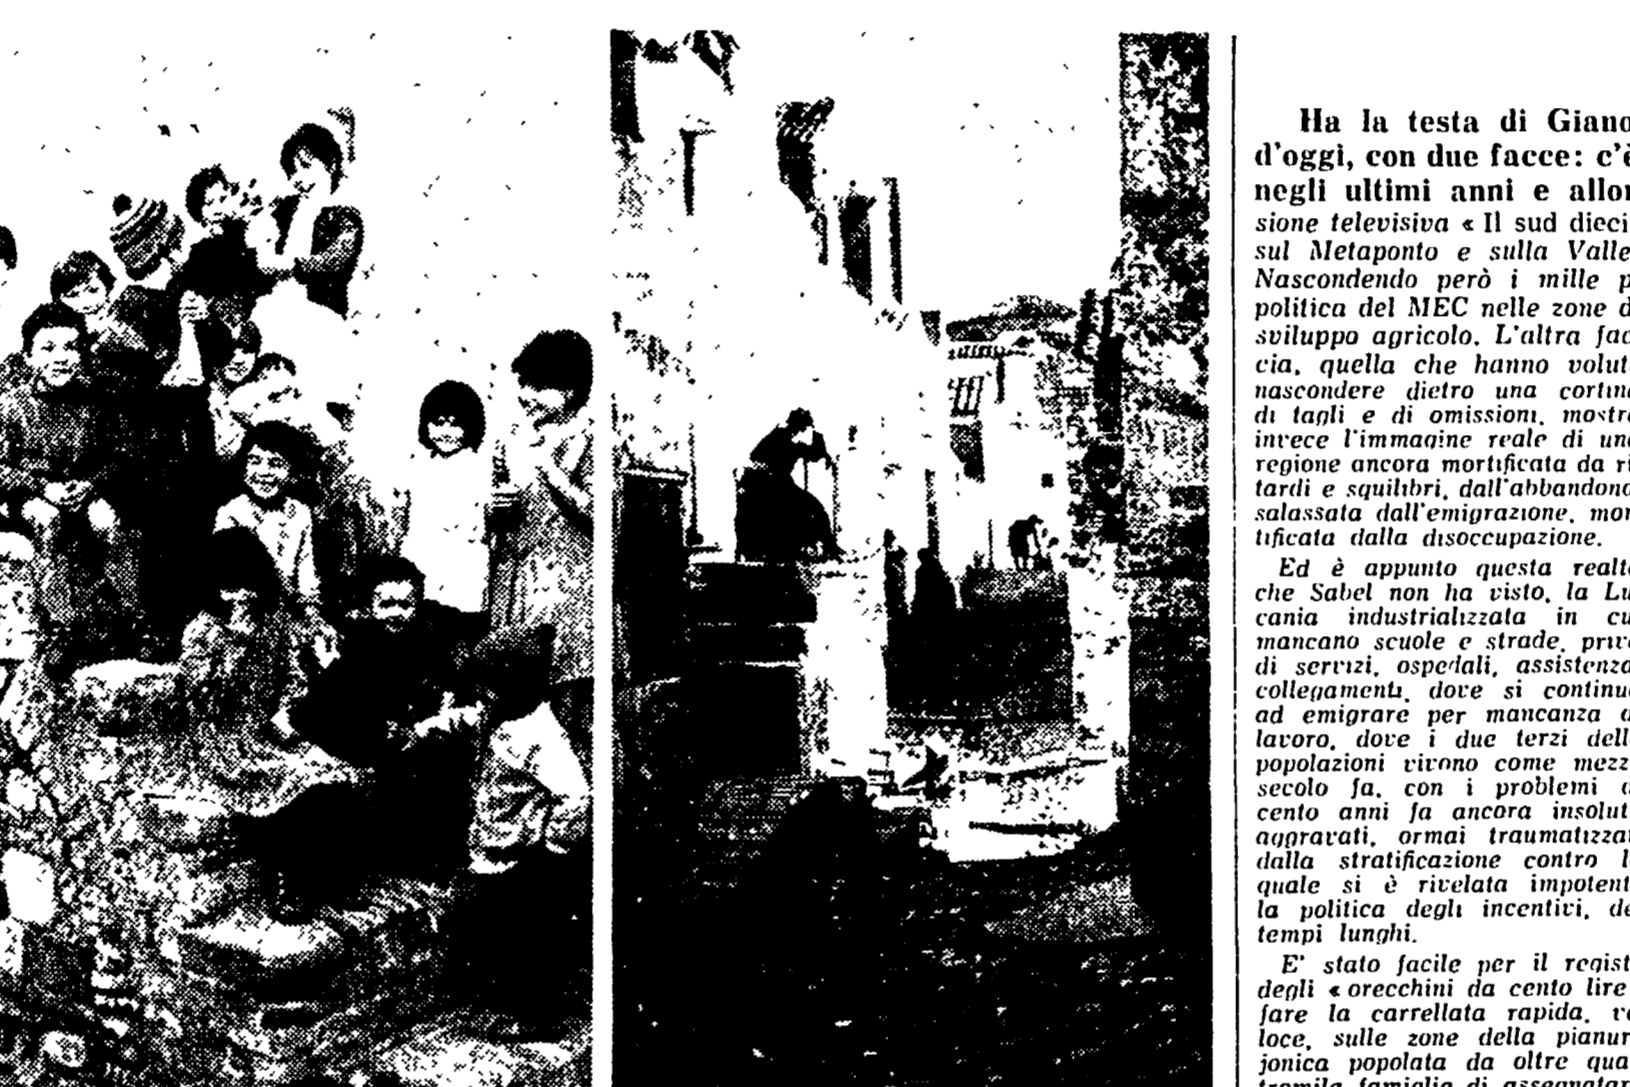 Ha la testa di Giano
d'oggi, con due facce: c'è
negli ultimi anni e allon
sione televisiva « Il sud dieci
sul Metaponto e sulla Valle
Nascondendo però i mille p
politica del MEC nelle zone d
sviluppo agricolo. L'altra fac
cia, quella che hanno volut
nascondere dietro una cortina
di tagli e di omissioni, mostra
invece l'immagine reale di una
regione ancora mortificata da ri
tardi e squilibri, dall'abbandono
salassata dall'emigrazione, mor
tificata dalla disoccupazione.
Ed è appunto questa realtà
che Sabel non ha visto, la Lu
cania industrializzata in cu
mancano scuole e strade, priva
di servizi, ospedali, assistenza
collegamenti, dove si continua
ad emigrare per mancanza d
lavoro, dove i due terzi dell
popolazioni vivono come mezz
secolo fa, con i problemi d
cento anni fa ancora insolut
aggravati, ormai traumatizzat
dalla stratificazione contro l
quale si è rivelata impotent
la politica degli incentivi, de
tempi lunghi.
E' stato facile per il regist
degli « orecchini da cento lire
fare la carrellata rapida, ve
loce, sulle zone della pianur
jonica popolata da oltre qua
tromila famiglie di assegnatar